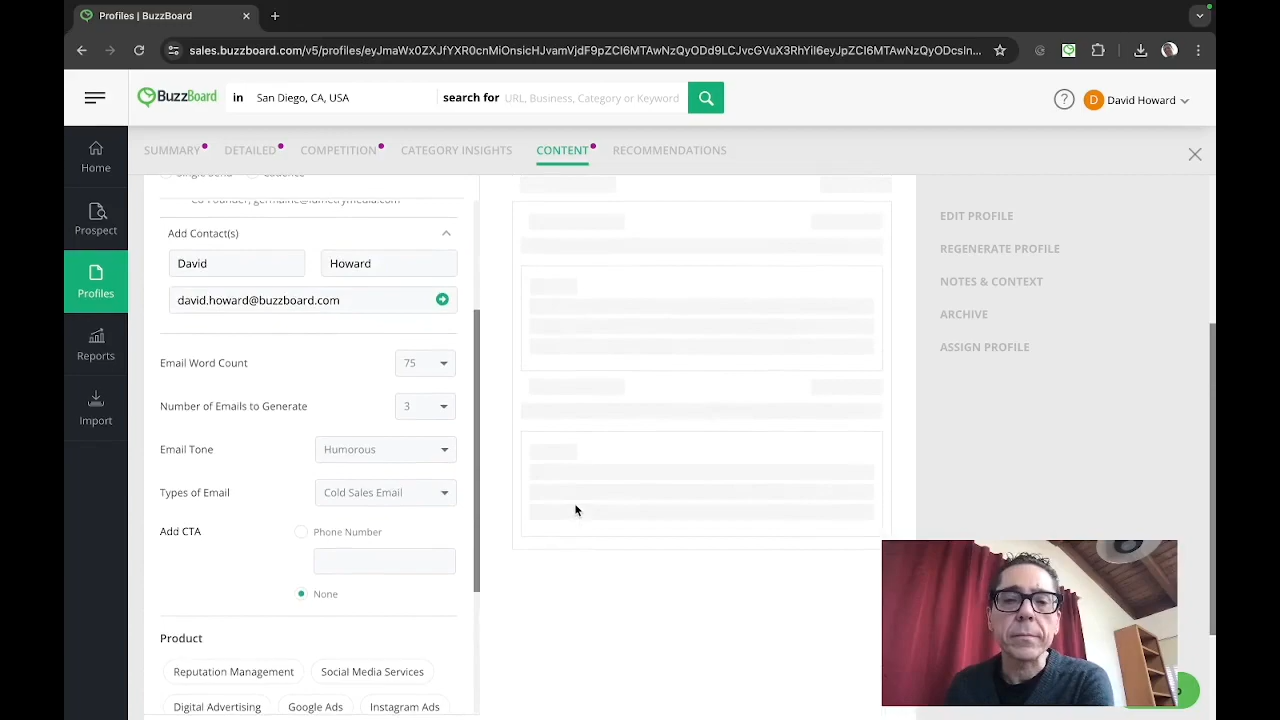 Profiles | BuzzBoard
sales.buzzboard.com/v5/profiles/eyJmaWx0ZXJfYXR0cnMiOnsicHJvamVjdF9pZCI6MTAwNzQyODd9LCJvcGVuX3RhYiI6eyJpZCI6MTAwNzQyODcsIn...
BuzzBoard in San Diego, CA, USA search for URL, Business, Category or Keyword ? D David Howard
SUMMARY DETAILED COMPETITION CATEGORY INSIGHTS CONTENT RECOMMENDATIONS
Home
Prospect
Profiles
Reports
Import
Add Contact(s)
David Howard
david.howard@buzzboard.com
Email Word Count 75
Number of Emails to Generate 3
Email Tone Humorous
Types of Email Cold Sales Email
Add CTA Phone Number
None
Product
Reputation Management Social Media Services
Digital Advertising Google Ads Instagram Ads
EDIT PROFILE
REGENERATE PROFILE
NOTES & CONTEXT
ARCHIVE
ASSIGN PROFILE